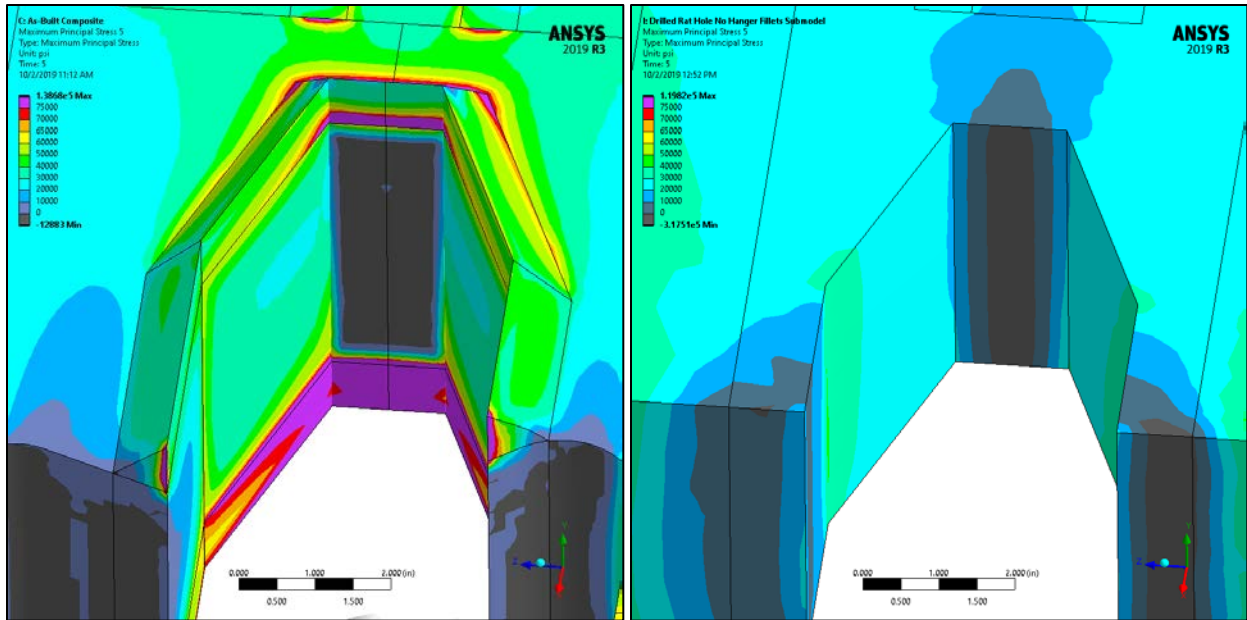 C: As-Built Composite
Maximum Principal Stress 5
Type: Maximum Principal Stress
Unit: psi
Time: 5
10/2/2019 11:12 AM
ANSYS
2019 R3
1.3868e5 Max
75000
70000
65000
60000
50000
40000
30000
20000
10000
0
-12883 Min
0.000
1.000
2.000 (in)
0.500
1.500
Y
Z
I: Drilled Rat Hole No Hanger Fillets Submodel
Maximum Principal Stress 5
Type: Maximum Principal Stress
Unit: psi
Time: 5
10/2/2019 12:52 PM
ANSYS
2019 R3
1.1982e5 Max
75000
70000
65000
60000
50000
40000
30000
20000
10000
0
-3.1751e5 Min
0.000
1.000
2.000 (in)
0.500
1.500
Y
Z